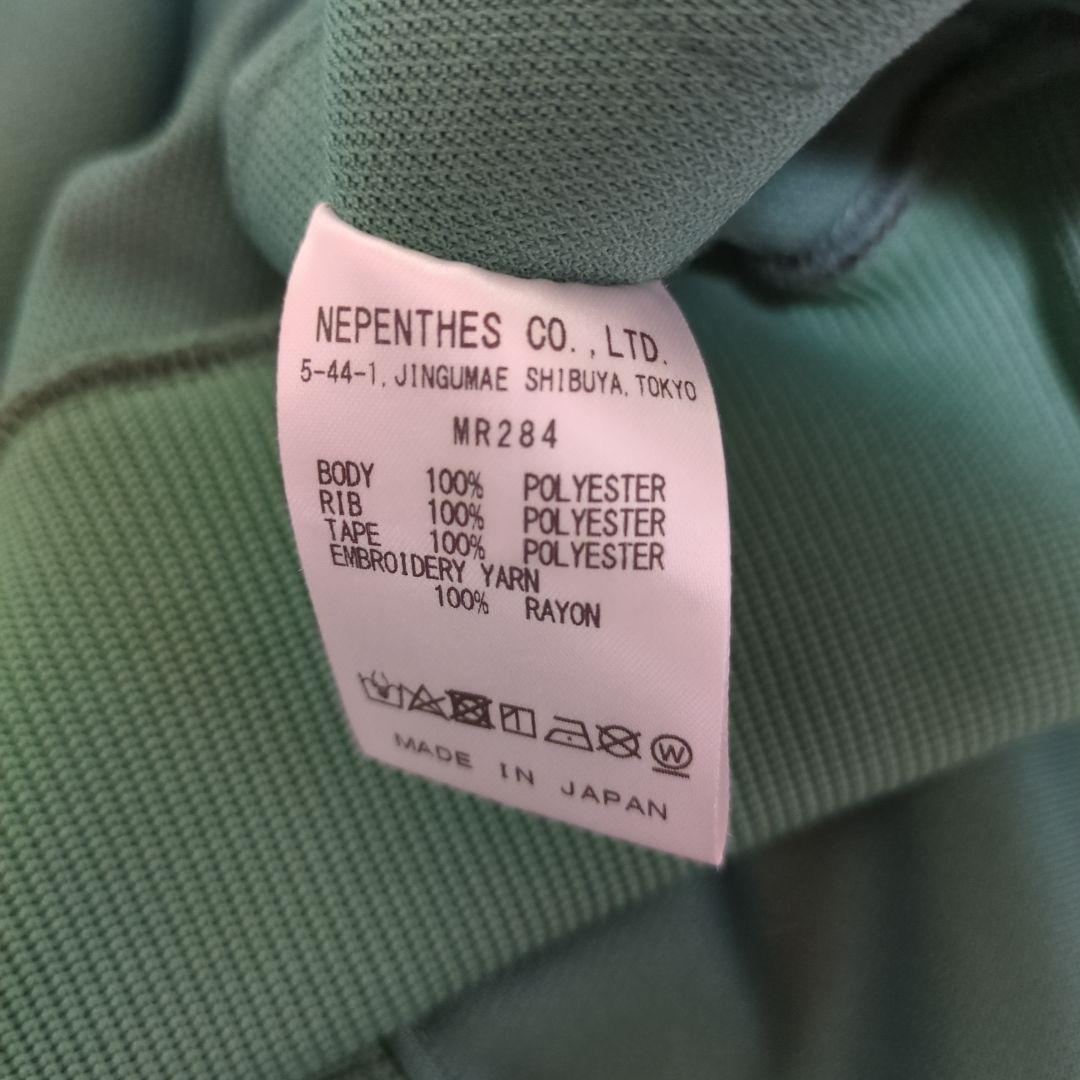 NEPENTHES CO.,LTD.
5-44-1, JINGUMAE SHIBUYA, TOKYO
MR284
BODY 100% POLYESTER
RIB 100% POLYESTER
TAPE 100% POLYESTER
EMBROIDERY YARN
100% RAYON
W
MADE IN JAPAN